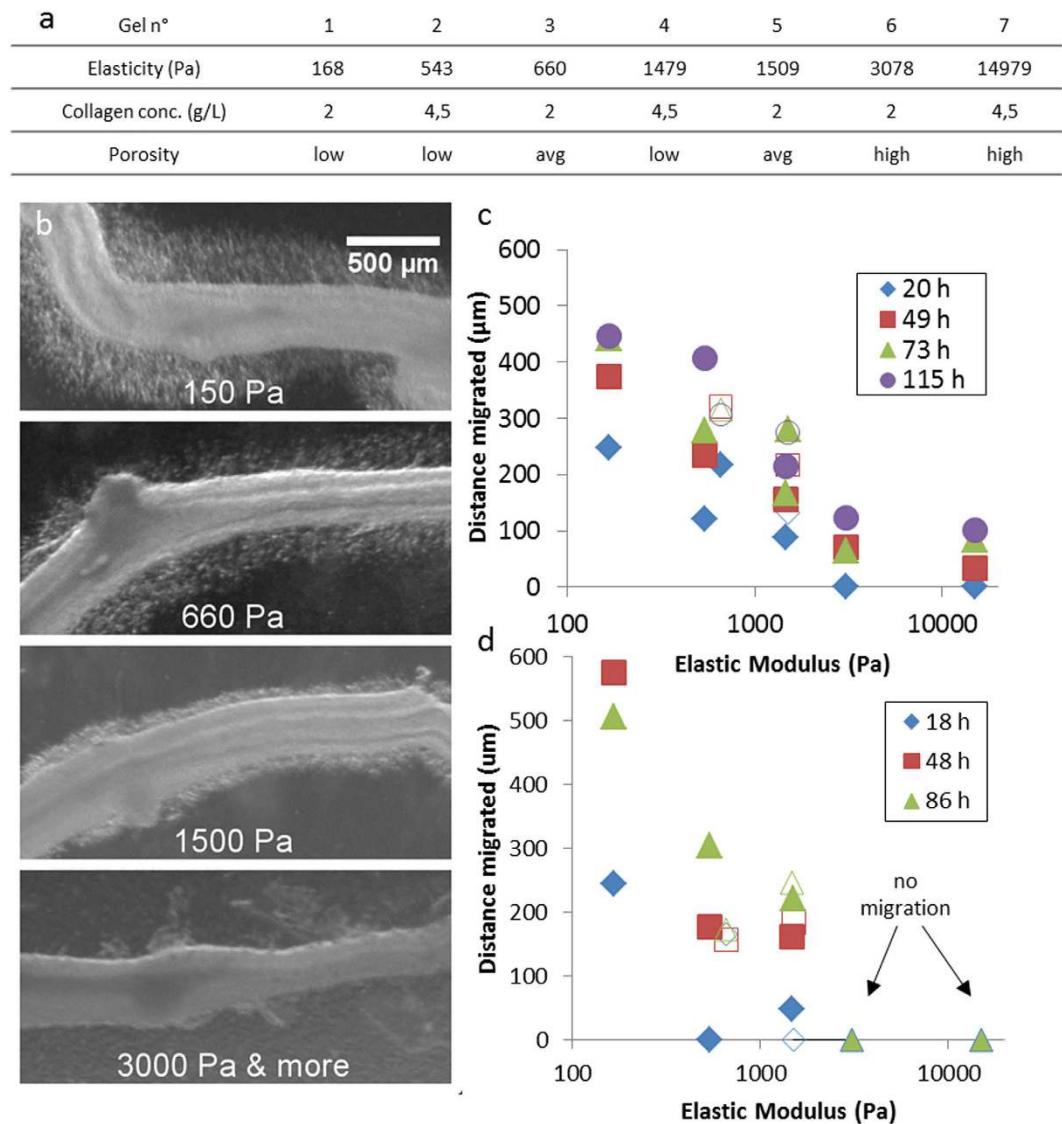 a
Gel n° 1 2 3 4 5 6 7
Elasticity (Pa) 168 543 660 1479 1509 3078 14979
Collagen conc. (g/L) 2 4,5 2 4,5 2 2 4,5
Porosity low low avg low avg high high
b
500 µm
150 Pa
660 Pa
1500 Pa
3000 Pa & more
c
600
500
400
300
200
100
0
Distance migrated (µm)
20 h
49 h
73 h
115 h
100 1000 10000
Elastic Modulus (Pa)
d
600
500
400
300
200
100
0
Distance migrated (um)
18 h
48 h
86 h
no
migration
100 1000 10000
Elastic Modulus (Pa)